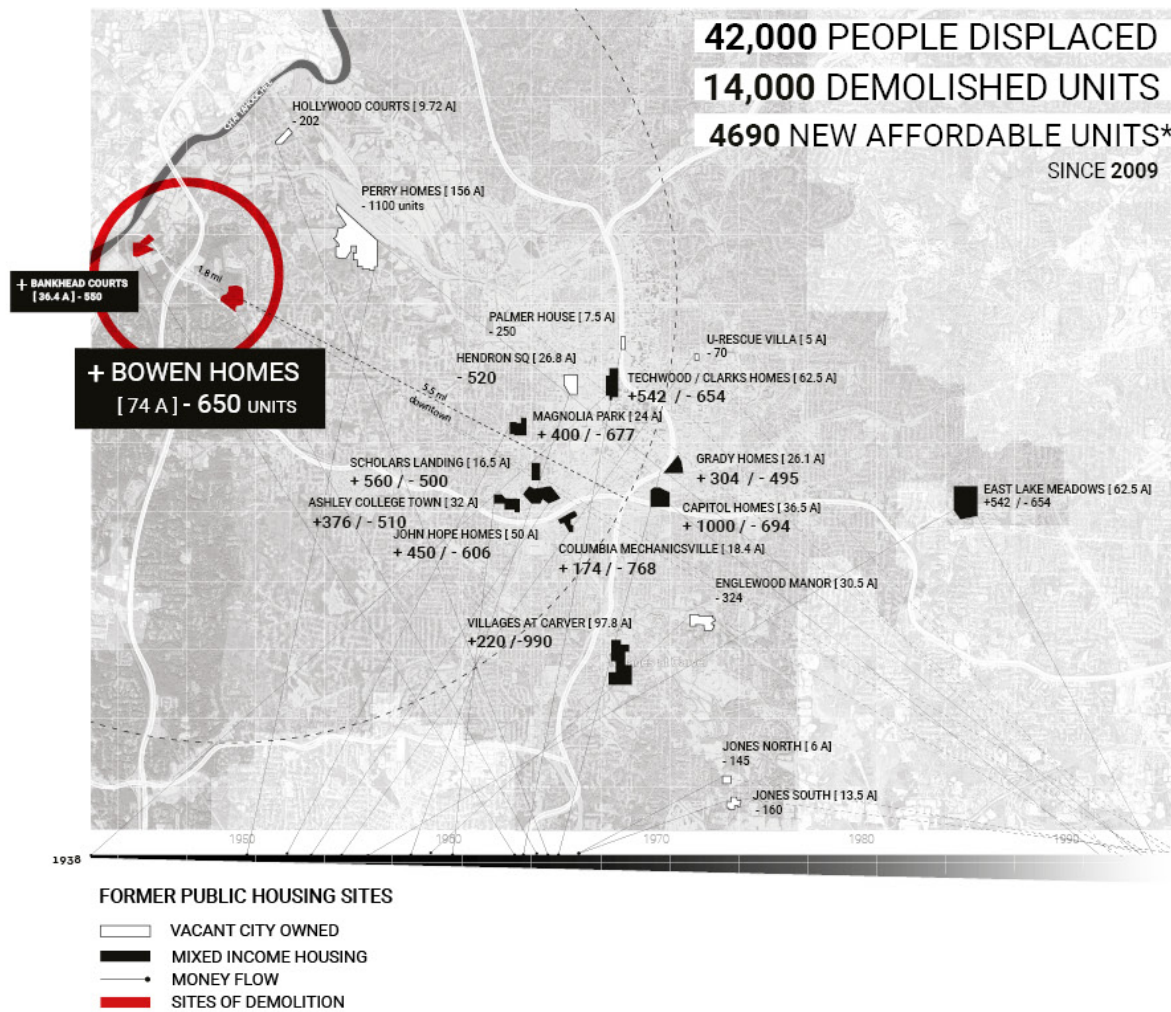 42,000 PEOPLE DISPLACED
14,000 DEMOLISHED UNITS
4690 NEW AFFORDABLE UNITS*
SINCE 2009
HOLLYWOOD COURTS [ 9.72 A]
- 202
PERRY HOMES [ 156 A]
- 1100 units
1.8 mi
+ BANKHEAD COURTS
[ 36.4 A ] - 550
+ BOWEN HOMES
[ 74 A ] - 650 UNITS
5.5 mi
downtown
PALMER HOUSE [ 7.5 A]
- 250
U-RESCUE VILLA [ 5 A]
- 70
HENDRON SQ [ 26.8 A]
- 520
TECHWOOD / CLARKS HOMES [ 62.5 A]
+542 / - 654
MAGNOLIA PARK [ 24 A]
+ 400 / - 677
SCHOLARS LANDING [ 16.5 A]
+ 560 / - 500
GRADY HOMES [ 26.1 A]
+ 304 / - 495
ASHLEY COLLEGE TOWN [ 32 A]
+376 / - 510
CAPITOL HOMES [ 36.5 A]
+ 1000 / - 694
EAST LAKE MEADOWS [ 62.5 A]
+542 / - 654
JOHN HOPE HOMES [ 50 A]
+ 450 / - 606
COLUMBIA MECHANICSVILLE [ 18.4 A]
+ 174 / - 768
ENGLEWOOD MANOR [ 30.5 A]
- 324
VILLAGES AT CARVER [ 97.8 A]
+220 /-990
JONES NORTH [ 6 A]
- 145
JONES SOUTH [ 13.5 A]
- 160
1950 1960 1970 1980 1990
1938
FORMER PUBLIC HOUSING SITES
VACANT CITY OWNED
MIXED INCOME HOUSING
MONEY FLOW
SITES OF DEMOLITION